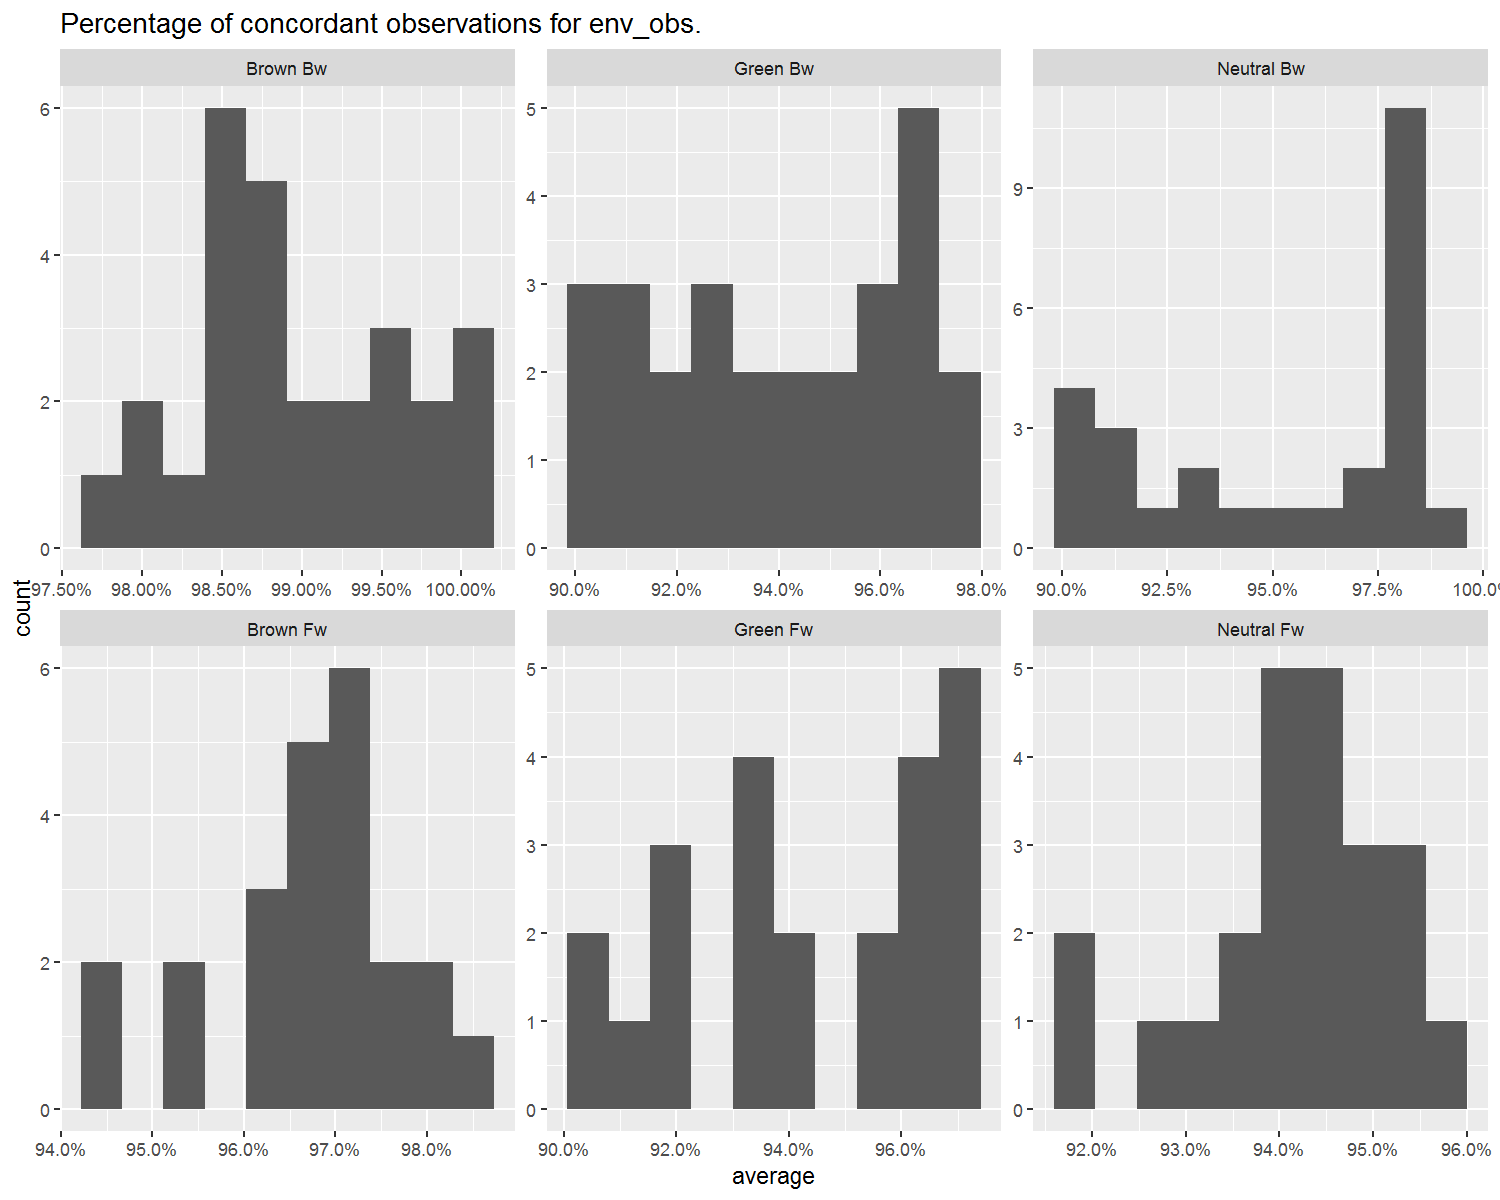 Percentage of concordant observations for env_obs.
Brown Bw
Green Bw
Neutral Bw
6
4
2
0
5
4
3
2
1
0
9
6
3
0
97.50% 98.00% 98.50% 99.00% 99.50% 100.00%
90.0% 92.0% 94.0% 96.0% 98.0%
90.0% 92.5% 95.0% 97.5% 100.0%
count
Brown Fw
Green Fw
Neutral Fw
6
4
2
0
5
4
3
2
1
0
5
4
3
2
1
0
94.0% 95.0% 96.0% 97.0% 98.0%
90.0% 92.0% 94.0% 96.0%
92.0% 93.0% 94.0% 95.0% 96.0%
average